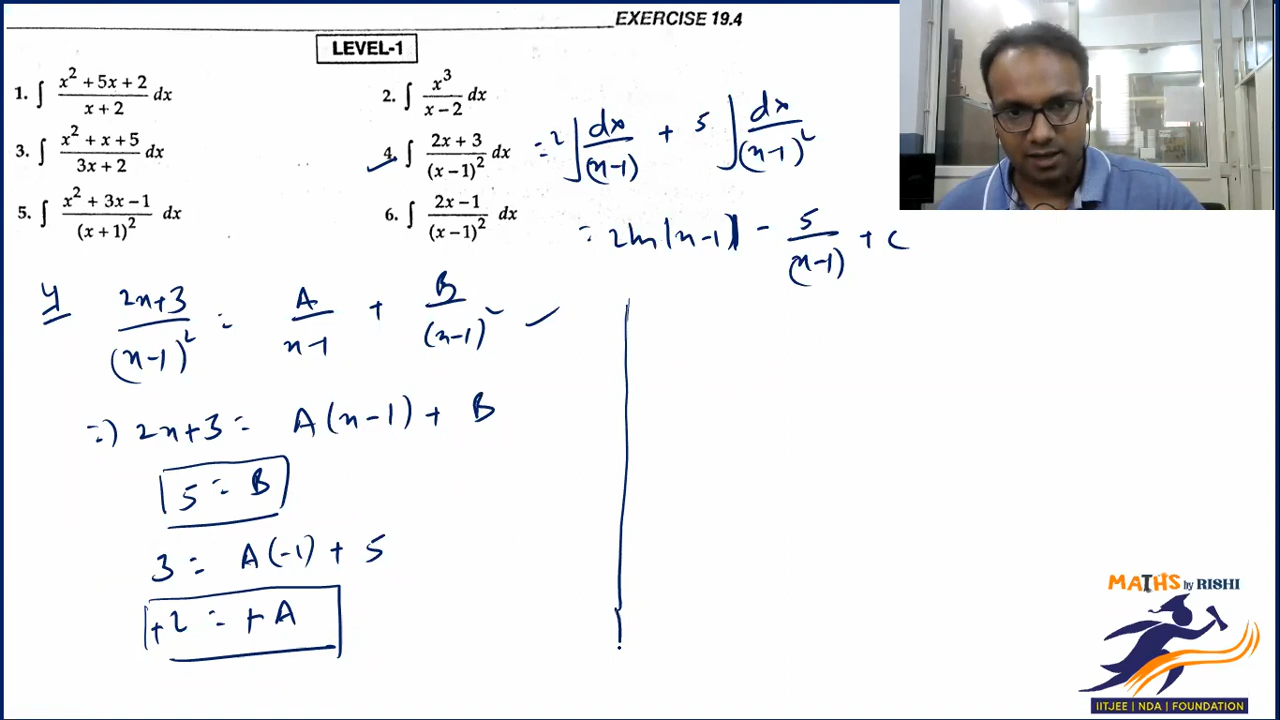 EXERCISE 19.4
LEVEL-1
1. ∫ (x² + 5x + 2)/(x + 2) dx
2. ∫ x³/(x − 2) dx
3. ∫ (x² + x + 5)/(3x + 2) dx
4. ∫ (2x + 3)/(x − 1)² dx
5. ∫ (x² + 3x − 1)/(x + 1)² dx
6. ∫ (2x − 1)/(x − 1)² dx
= 2∫ dx/(x−1) + 5∫ dx/(x−1)²
= 2ln|x−1| − 5/(x−1) + C
4 (2x+3)/(x−1)² = A/(x−1) + B/(x−1)² ✓
⇒ 2x+3 = A(x−1) + B
5 = B
3 = A(−1) + 5
+2 = +A
MATHS by RISHI
IITJEE | NDA | FOUNDATION